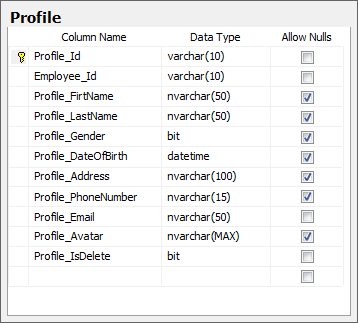 Profile
Column Name Data Type Allow Nulls
Profile_Id varchar(10)
Employee_Id varchar(10)
Profile_FirtName nvarchar(50)
Profile_LastName nvarchar(50)
Profile_Gender bit
Profile_DateOfBirth datetime
Profile_Address nvarchar(100)
Profile_PhoneNumber nvarchar(15)
Profile_Email nvarchar(50)
Profile_Avatar nvarchar(MAX)
Profile_IsDelete bit